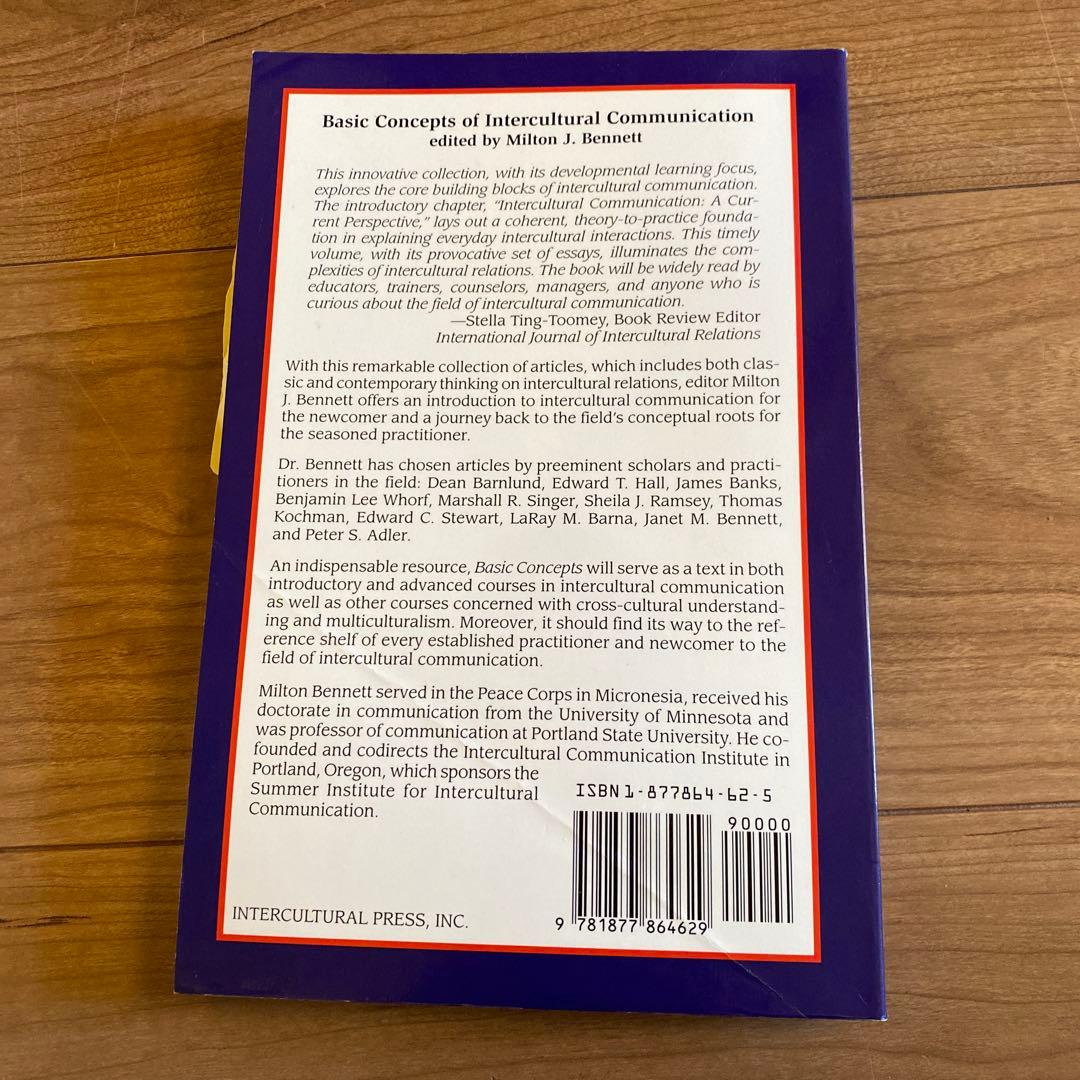 Basic Concepts of Intercultural Communication
edited by Milton J. Bennett
This innovative collection, with its developmental learning focus,
explores the core building blocks of intercultural communication.
The introductory chapter, “Intercultural Communication: A Cur-
rent Perspective,” lays out a coherent, theory-to-practice founda-
tion in explaining everyday intercultural interactions. This timely
volume, with its provocative set of essays, illuminates the com-
plexities of intercultural relations. The book will be widely read by
educators, trainers, counselors, managers, and anyone who is
curious about the field of intercultural communication.
—Stella Ting-Toomey, Book Review Editor
International Journal of Intercultural Relations
With this remarkable collection of articles, which includes both clas-
sic and contemporary thinking on intercultural relations, editor Milton
J. Bennett offers an introduction to intercultural communication for
the newcomer and a journey back to the field's conceptual roots for
the seasoned practitioner.
Dr. Bennett has chosen articles by preeminent scholars and practi-
tioners in the field: Dean Barnlund, Edward T. Hall, James Banks,
Benjamin Lee Whorf, Marshall R. Singer, Sheila J. Ramsey, Thomas
Kochman, Edward C. Stewart, LaRay M. Barna, Janet M. Bennett,
and Peter S. Adler.
An indispensable resource, Basic Concepts will serve as a text in both
introductory and advanced courses in intercultural communication
as well as other courses concerned with cross-cultural understand-
ing and multiculturalism. Moreover, it should find its way to the ref-
erence shelf of every established practitioner and newcomer to the
field of intercultural communication.
Milton Bennett served in the Peace Corps in Micronesia, received his
doctorate in communication from the University of Minnesota and
was professor of communication at Portland State University. He co-
founded and codirects the Intercultural Communication Institute in
Portland, Oregon, which sponsors the
Summer Institute for Intercultural
Communication.
ISBN 1-877864-62-5
90000
9 781877 864629
INTERCULTURAL PRESS, INC.